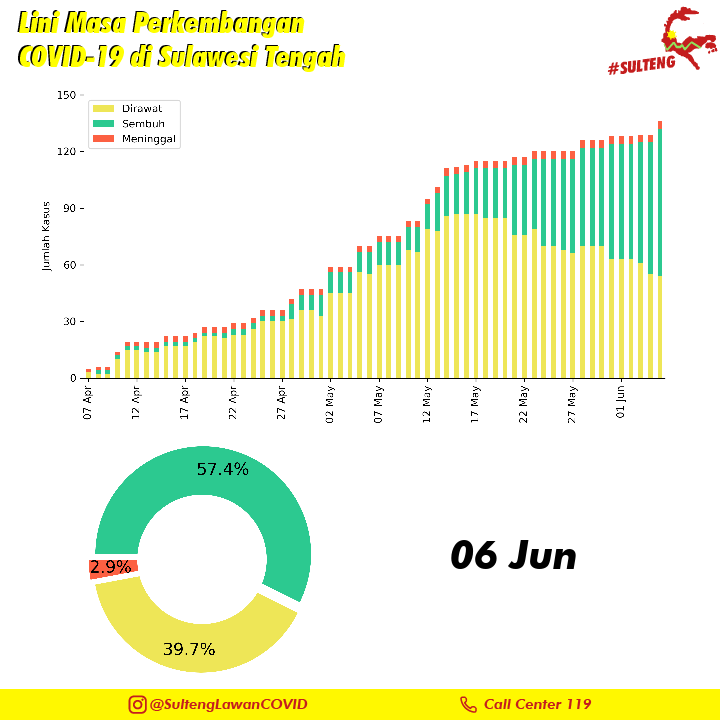 Lini Masa Perkembangan
COVID-19 di Sulawesi Tengah
#SULTENG
150
120
90
60
30
0
Jumlah Kasus
Dirawat
Sembuh
Meninggal
07 Apr
12 Apr
17 Apr
22 Apr
27 Apr
02 May
07 May
12 May
17 May
22 May
27 May
01 Jun
57.4%
2.9%
39.7%
06 Jun
@SultengLawanCOVID
Call Center 119